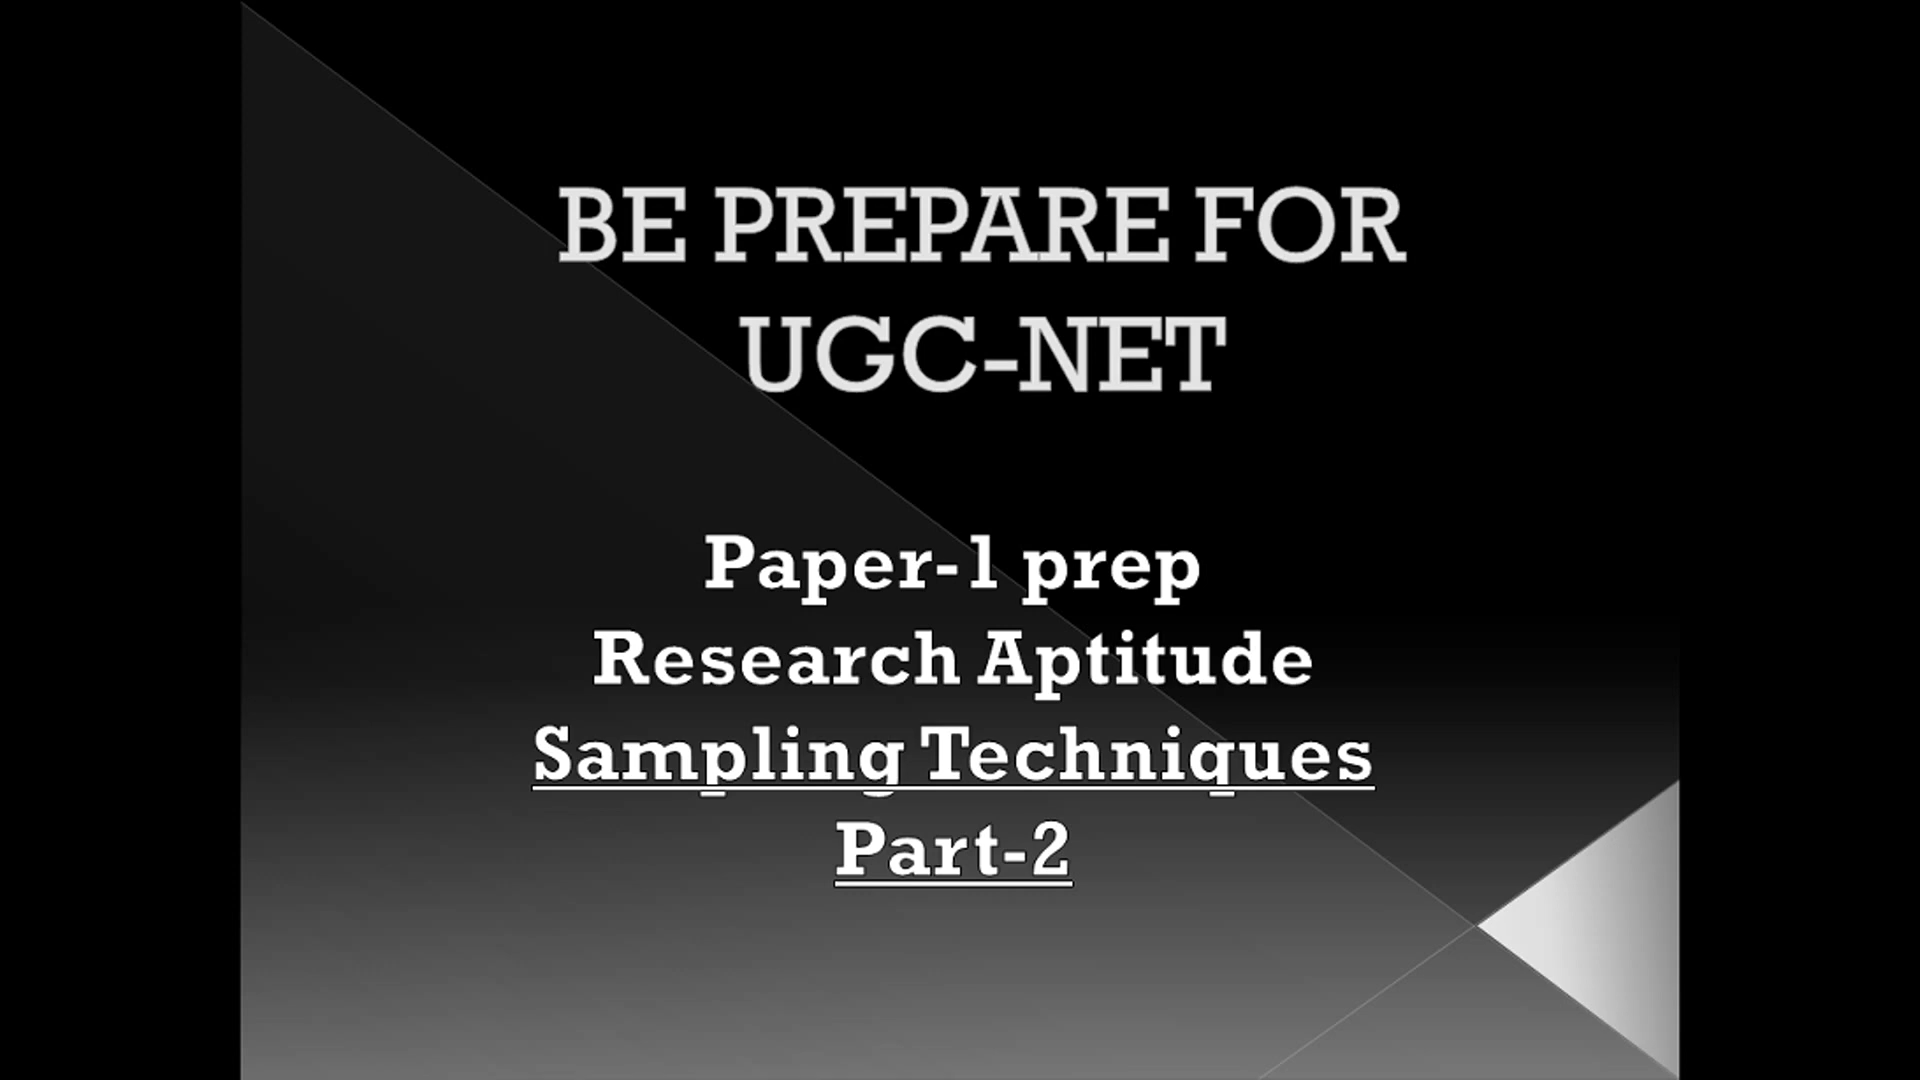 BE PREPARE FOR
UGC-NET
Paper-1 prep
Research Aptitude
Sampling Techniques
Part-2